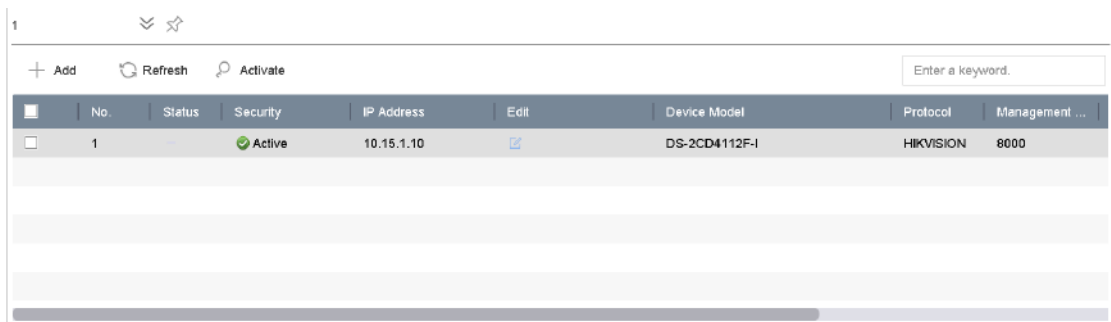 1
Add Refresh Activate Enter a keyword.
No. Status Security IP Address Edit Device Model Protocol Management ...
1 — Active 10.15.1.10 DS-2CD4112F-I HIKVISION 8000